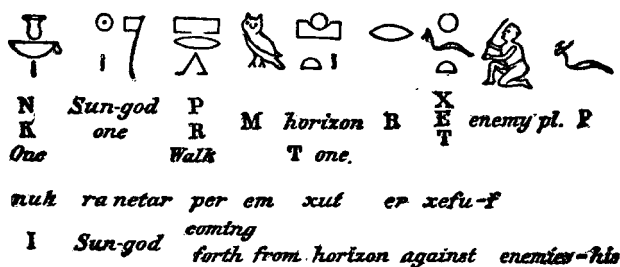 N Sun-god P X
K one R M horizon R E enemy pl. F
One Walk T one. T
nuk ra netar per em xut er xefu-f
I Sun-god coming
forth from horizon against enemies-his